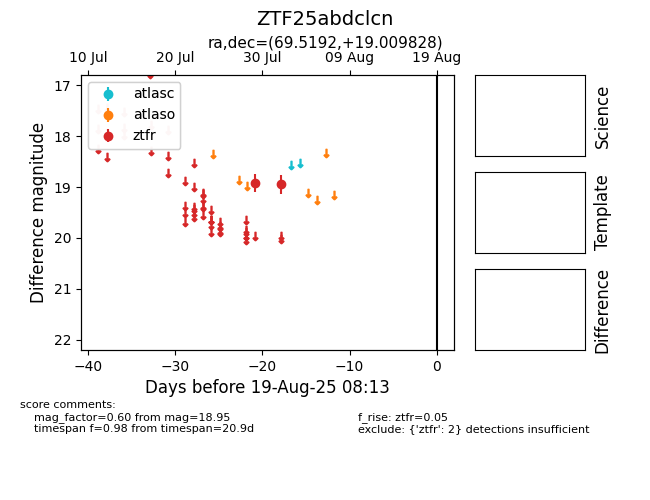 ZTF25abdclcn
ra,dec=(69.5192,+19.009828)
10 Jul 20 Jul 30 Jul 09 Aug 19 Aug
atlasc
atlaso
ztfr
17
18
19
20
21
22
Difference magnitude
−40 −30 −20 −10 0
Days before 19-Aug-25 08:13
Science
Template
Difference
score comments:
mag_factor=0.60 from mag=18.95
timespan f=0.98 from timespan=20.9d
f_rise: ztfr=0.05
exclude: {'ztfr': 2} detections insufficient